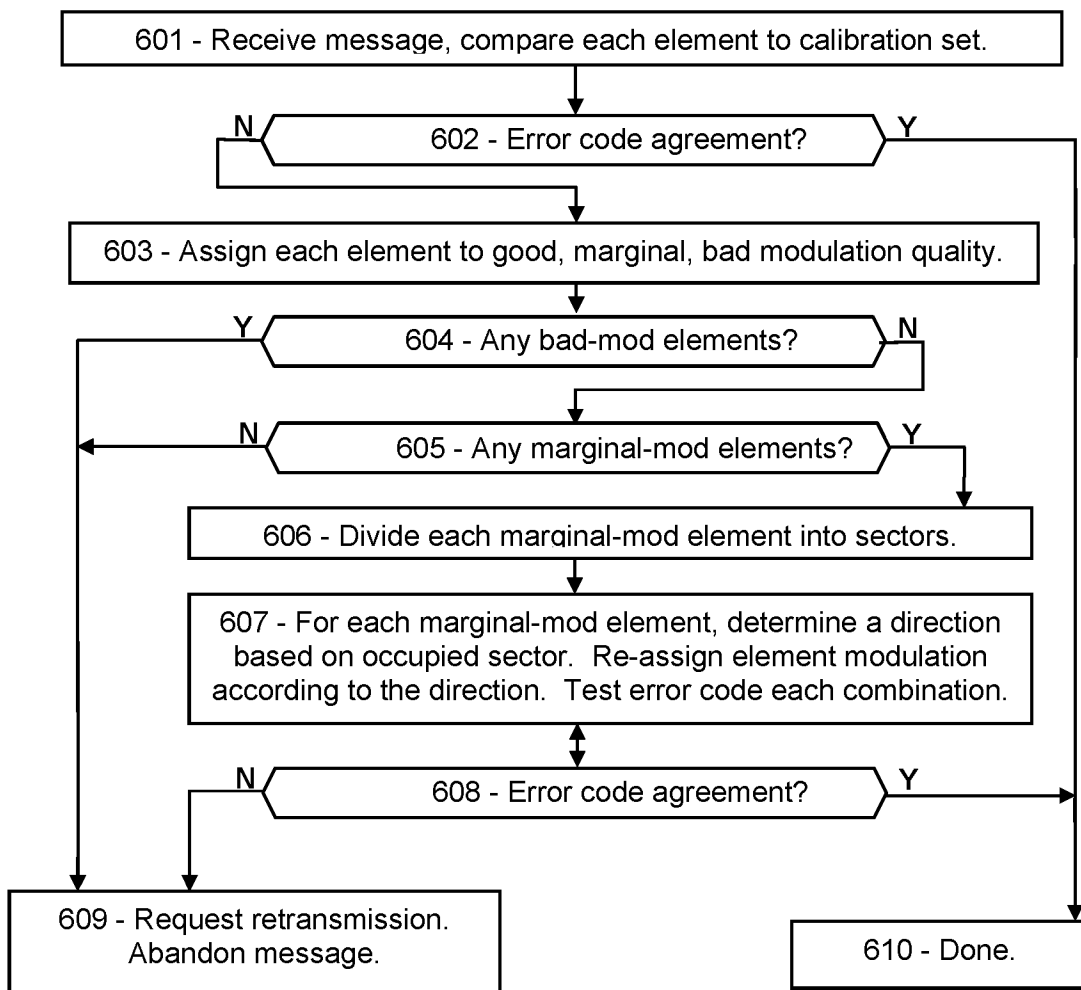 601 - Receive message, compare each element to calibration set.
N
602 - Error code agreement?
Y
603 - Assign each element to good, marginal, bad modulation quality.
Y
604 - Any bad-mod elements?
N
N
605 - Any marginal-mod elements?
Y
606 - Divide each marginal-mod element into sectors.
607 - For each marginal-mod element, determine a direction
based on occupied sector.  Re-assign element modulation
according to the direction.  Test error code each combination.
N
608 - Error code agreement?
Y
609 - Request retransmission.
Abandon message.
610 - Done.